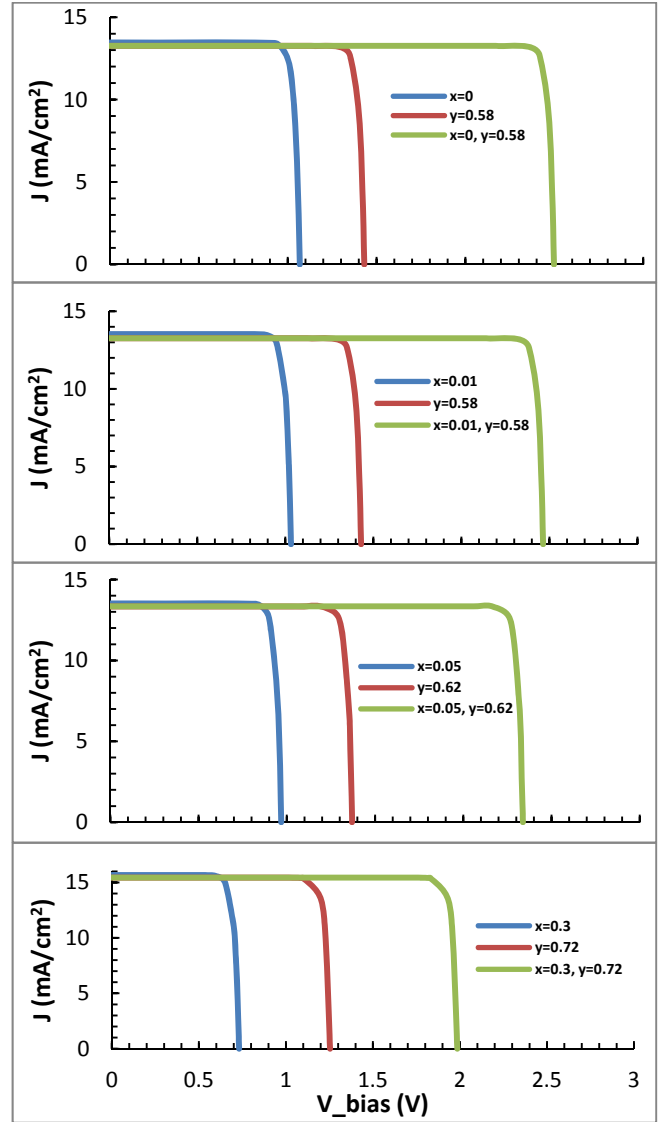 15
10
5
0
J (mA/cm²)
x=0
y=0.58
x=0, y=0.58
15
10
5
0
J (mA/cm²)
x=0.01
y=0.58
x=0.01, y=0.58
15
10
5
0
J (mA/cm²)
x=0.05
y=0.62
x=0.05, y=0.62
15
10
5
0
J (mA/cm²)
x=0.3
y=0.72
x=0.3, y=0.72
0 0.5 1 1.5 2 2.5 3
V_bias (V)